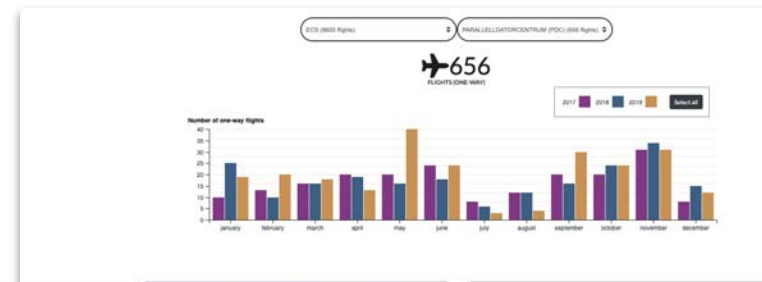 ECS (8605 flights) PARALLELLDATORCENTRUM (PDC) (656 flights)
656
FLIGHTS (ONE-WAY)
2017 2018 2019 Select all
Number of one-way flights
40
35
30
25
20
15
10
5
0
january february march april may june july august september october november december